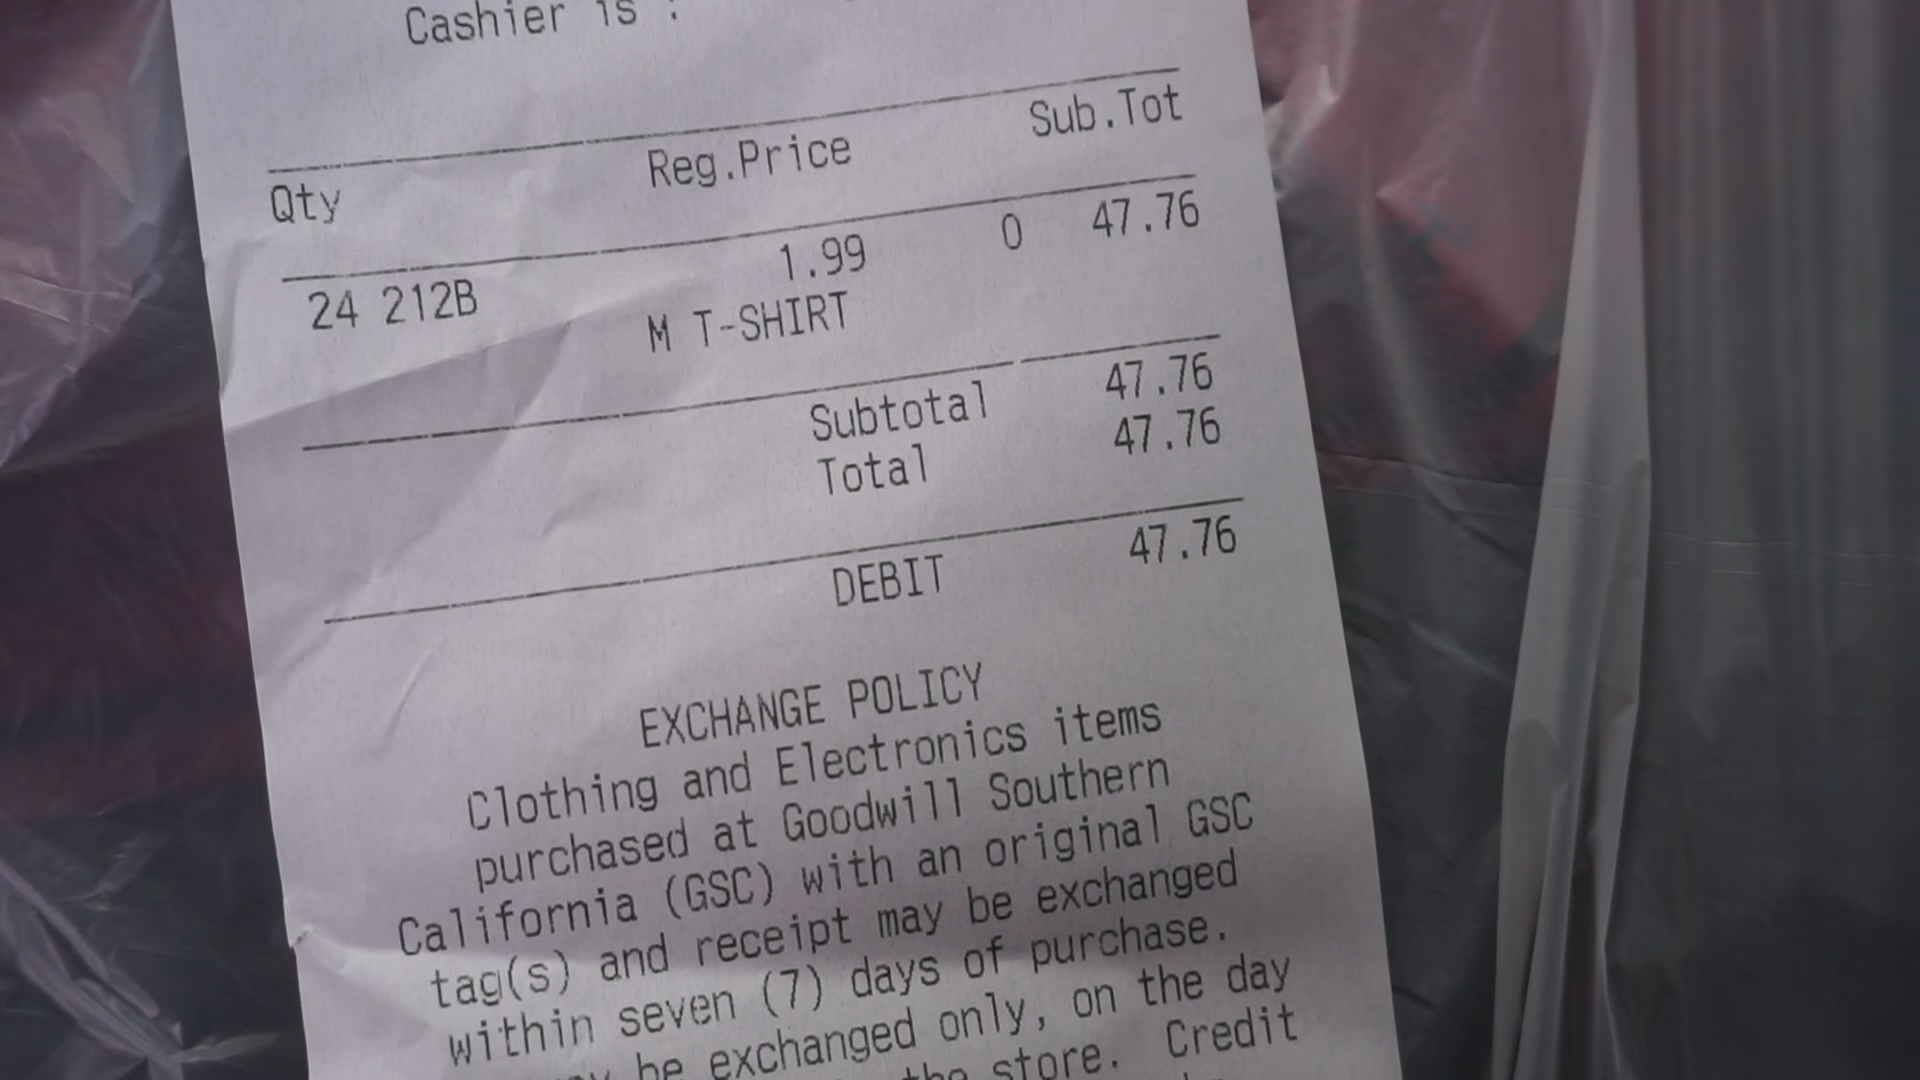 Cashier is :
Qty Reg.Price Sub.Tot
24 212B 1.99 0 47.76
M T-SHIRT
Subtotal 47.76
Total 47.76
DEBIT 47.76
EXCHANGE POLICY
Clothing and Electronics items
purchased at Goodwill Southern
California (GSC) with an original GSC
tag(s) and receipt may be exchanged
within seven (7) days of purchase.
be exchanged only, on the day
the store. Credit